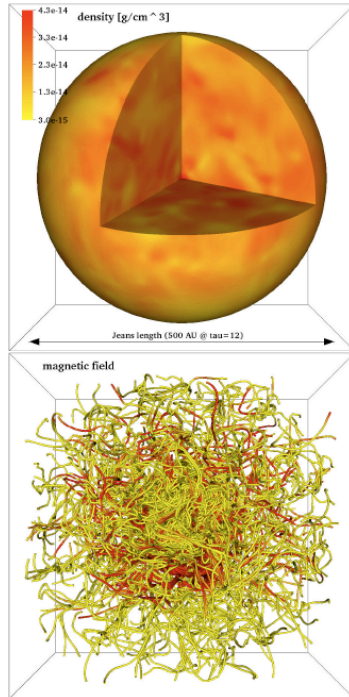 4.3e-14
density [g/cm^3]
3.3e-14
2.3e-14
1.3e-14
3.0e-15
Jeans length (500 AU @ tau=12)
magnetic field